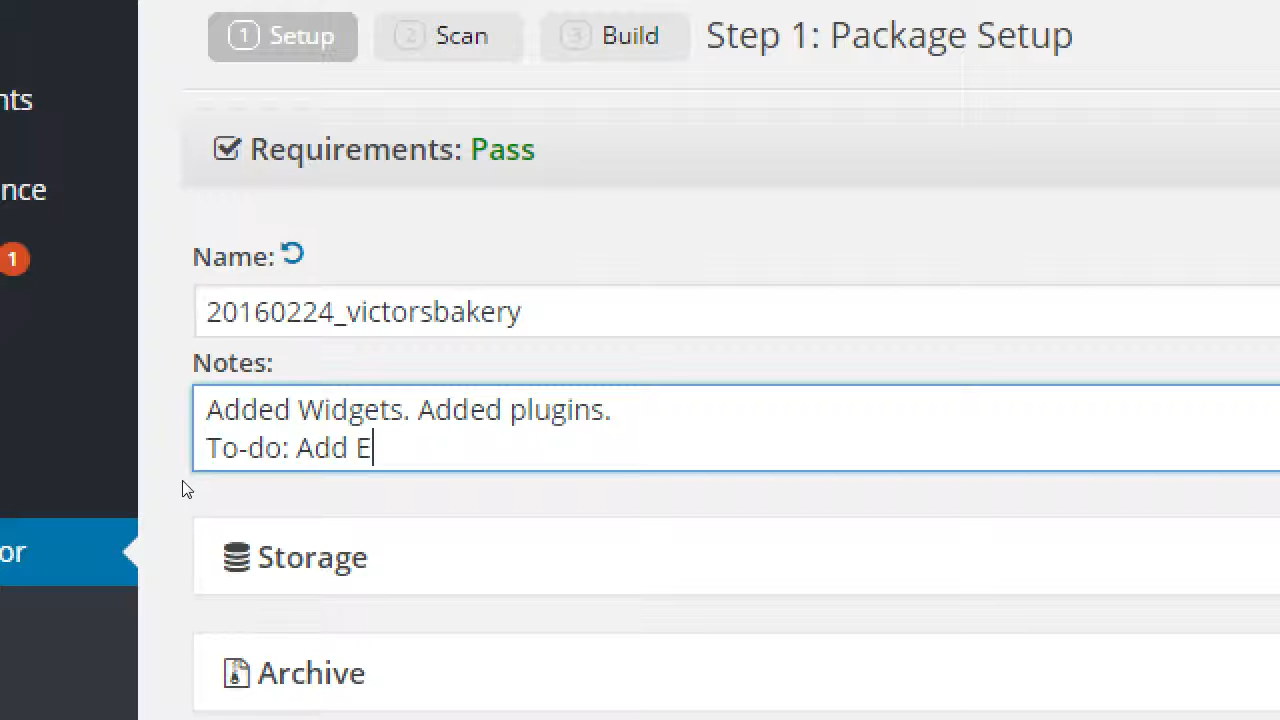 1 Setup
2 Scan
3 Build
Step 1: Package Setup
nts
Requirements: Pass
nce
Name:
1
20160224_victorsbakery
Notes:
Added Widgets. Added plugins.
To-do: Add E
or
Storage
Archive